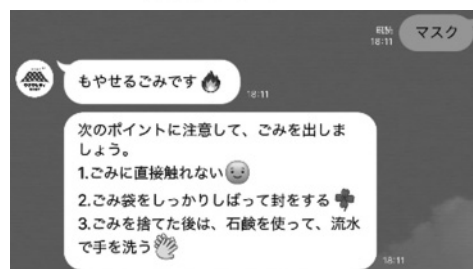 マスク
既読
18:11
もやせるごみです🔥
18:11
次のポイントに注意して、ごみを出しま
しょう。
1.ごみに直接触れない
2.ごみ袋をしっかりしばって封をする
3.ごみを捨てた後は、石鹸を使って、流水
で手を洗う
18:11